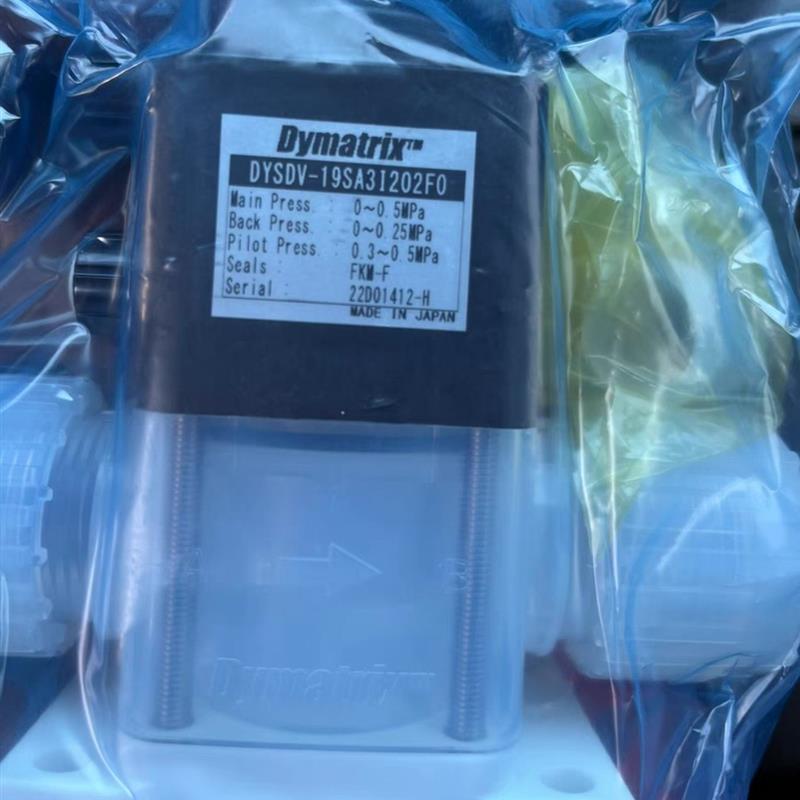 Dymatrix™
DYSDV-19SA3I202F0
Main Press : 0~0.5MPa
Back Press : 0~0.25MPa
Pilot Press : 0.3~0.5MPa
Seals : FKM-F
Serial : 22D01412-H
MADE IN JAPAN
Dymatrix™